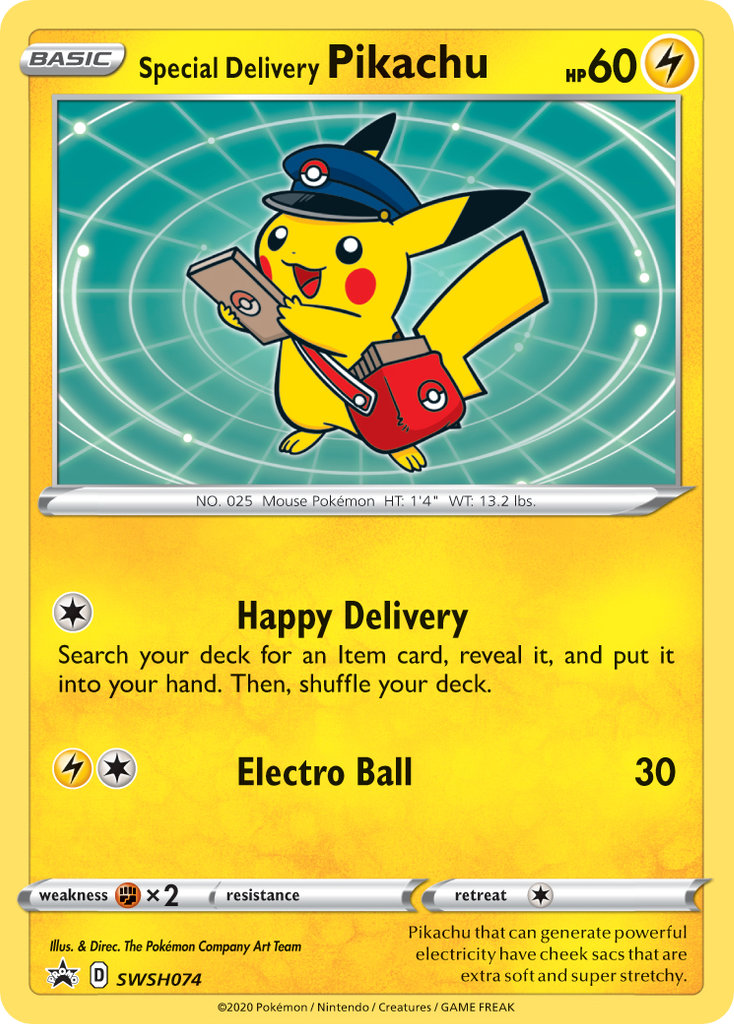 BASIC
Special Delivery Pikachu
HP60
NO. 025 Mouse Pokémon HT: 1'4" WT: 13.2 lbs.
Happy Delivery
Search your deck for an Item card, reveal it, and put it
into your hand. Then, shuffle your deck.
Electro Ball 30
weakness ×2 resistance retreat
Illus. & Direc. The Pokémon Company Art Team
PROMO D SWSH074
Pikachu that can generate powerful
electricity have cheek sacs that are
extra soft and super stretchy.
©2020 Pokémon / Nintendo / Creatures / GAME FREAK